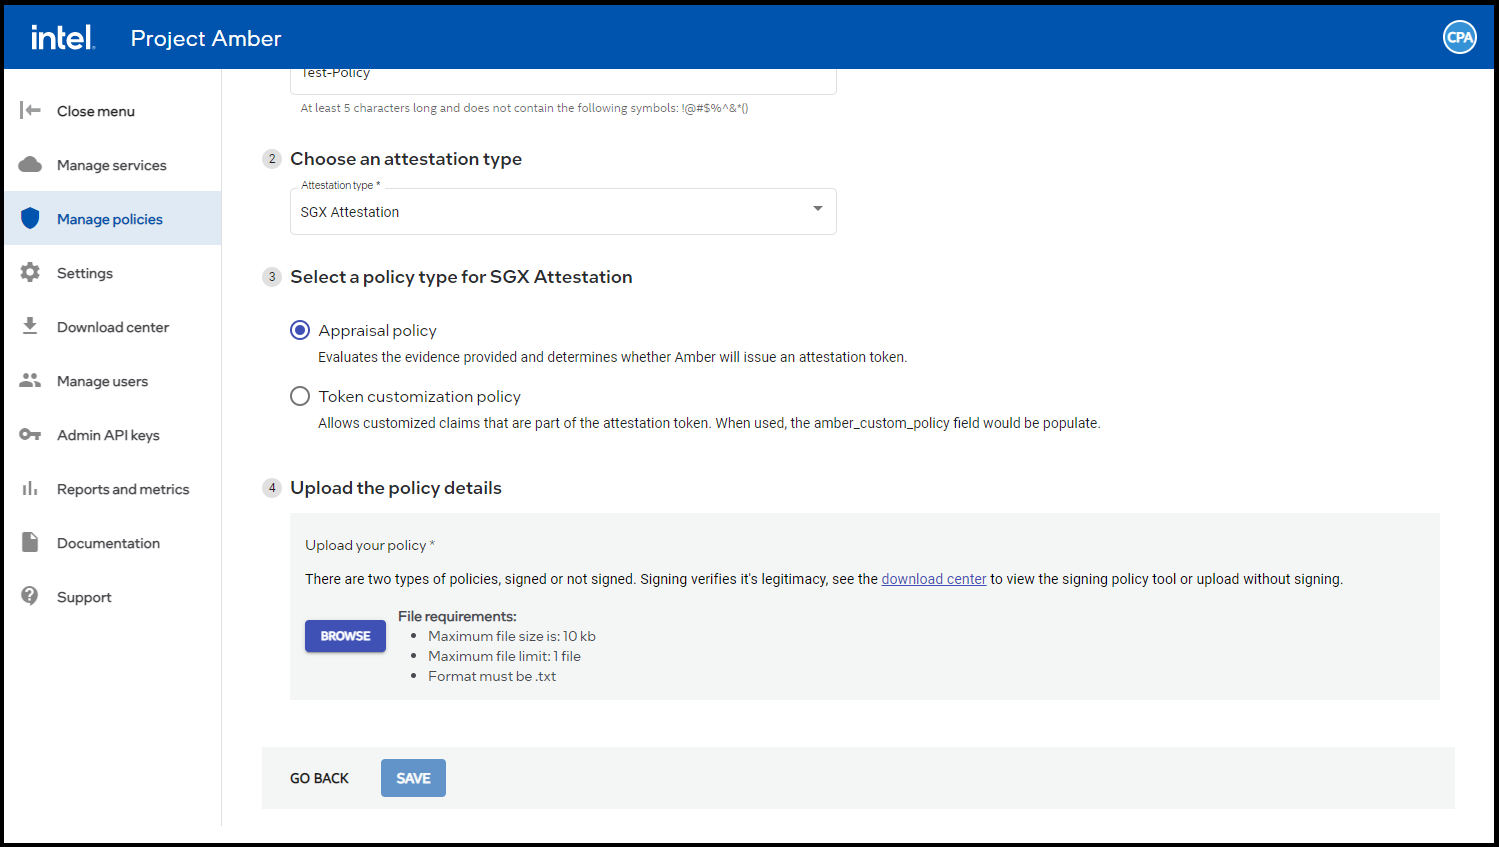 intel.
Project Amber
CPA
Close menu
Manage services
Manage policies
Settings
Download center
Manage users
Admin API keys
Reports and metrics
Documentation
Support
Test-Policy
At least 5 characters long and does not contain the following symbols: !@#$%^&*()
2 Choose an attestation type
Attestation type *
SGX Attestation
3 Select a policy type for SGX Attestation
Appraisal policy
Evaluates the evidence provided and determines whether Amber will issue an attestation token.
Token customization policy
Allows customized claims that are part of the attestation token. When used, the amber_custom_policy field would be populate.
4 Upload the policy details
Upload your policy *
There are two types of policies, signed or not signed. Signing verifies it's legitimacy, see the download center to view the signing policy tool or upload without signing.
BROWSE
File requirements:
• Maximum file size is: 10 kb
• Maximum file limit: 1 file
• Format must be .txt
GO BACK
SAVE